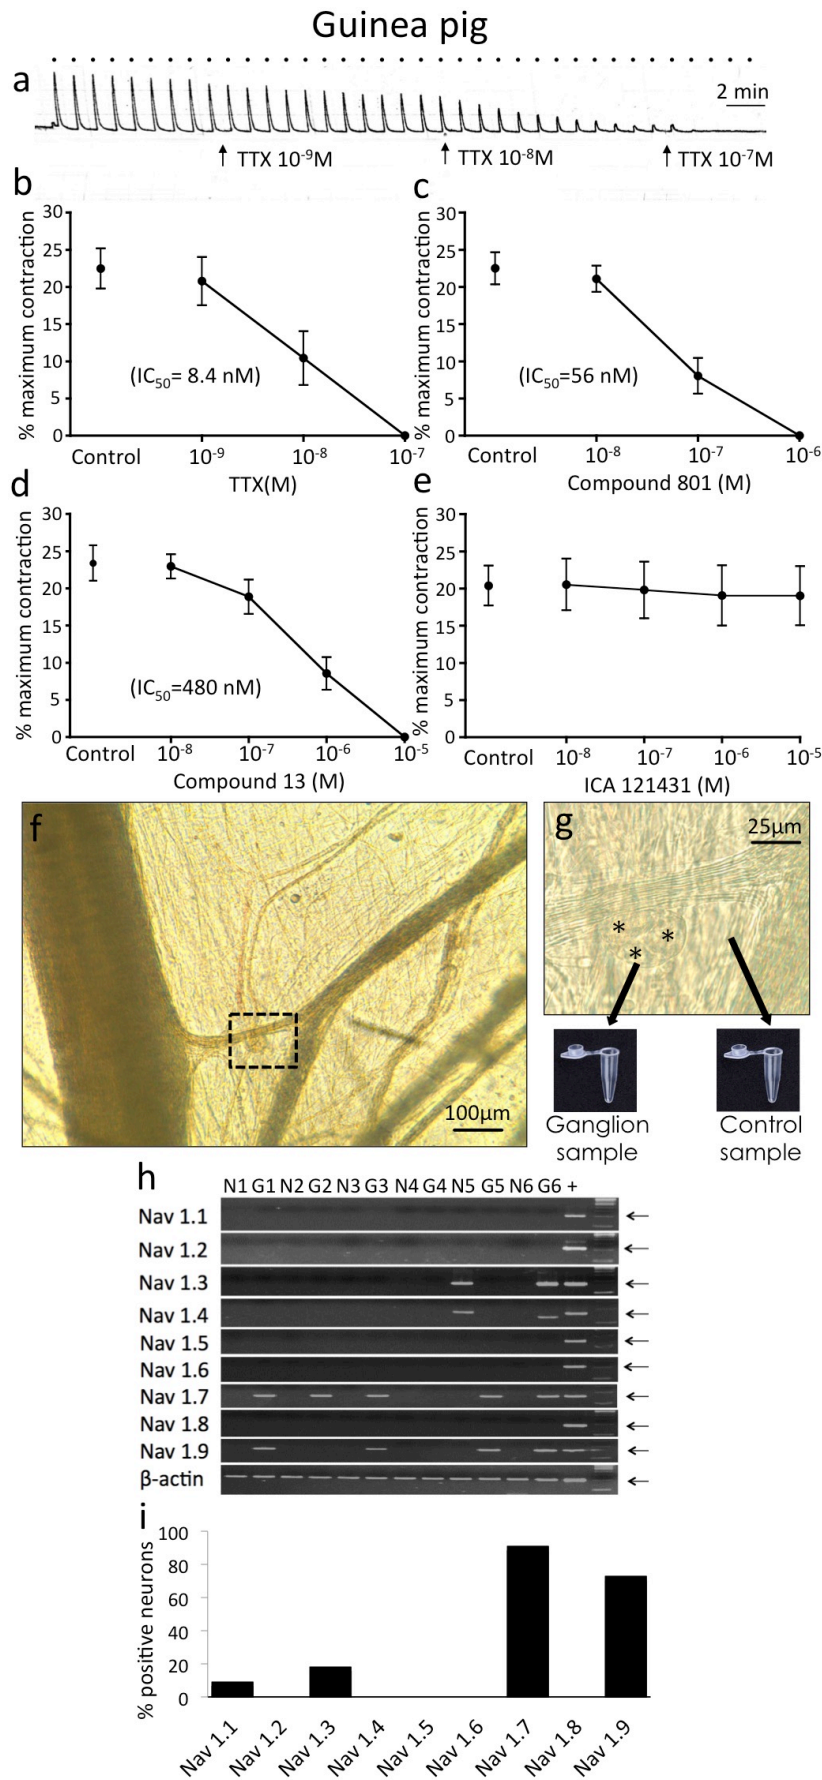 Guinea pig
a
2 min
TTX 10-9M
TTX 10-8M
TTX 10-7M
b
% maximum contraction
30
25
20
15
10
5
0
(IC50= 8.4 nM)
Control
10-9
10-8
10-7
TTX(M)
c
% maximum contraction
30
25
20
15
10
5
0
(IC50=56 nM)
Control
10-8
10-7
10-6
Compound 801 (M)
d
% maximum contraction
30
25
20
15
10
5
0
(IC50=480 nM)
Control
10-8
10-7
10-6
10-5
Compound 13 (M)
e
% maximum contraction
30
25
20
15
10
5
0
Control
10-8
10-7
10-6
10-5
ICA 121431 (M)
f
100μm
g
25μm
* * *
Ganglion
sample
Control
sample
h
N1 G1 N2 G2 N3 G3 N4 G4 N5 G5 N6 G6 +
Nav 1.1
Nav 1.2
Nav 1.3
Nav 1.4
Nav 1.5
Nav 1.6
Nav 1.7
Nav 1.8
Nav 1.9
β-actin
i
% positive neurons
100
80
60
40
20
0
Nav 1.1
Nav 1.2
Nav 1.3
Nav 1.4
Nav 1.5
Nav 1.6
Nav 1.7
Nav 1.8
Nav 1.9